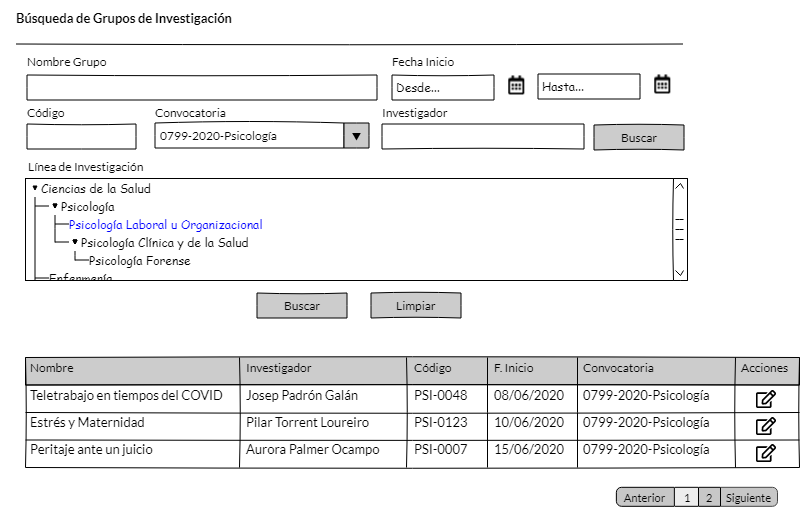 Búsqueda de Grupos de Investigación
Nombre Grupo Fecha Inicio
Desde... Hasta...
Código Convocatoria Investigador
0799-2020-Psicología Buscar
Línea de Investigación
Ciencias de la Salud
Psicología
Psicología Laboral u Organizacional
Psicología Clínica y de la Salud
Psicología Forense
Enfermería
Buscar Limpiar
Nombre Investigador Código F. Inicio Convocatoria Acciones
Teletrabajo en tiempos del COVID Josep Padrón Galán PSI-0048 08/06/2020 0799-2020-Psicología
Estrés y Maternidad Pilar Torrent Loureiro PSI-0123 10/06/2020 0799-2020-Psicología
Peritaje ante un juicio Aurora Palmer Ocampo PSI-0007 15/06/2020 0799-2020-Psicología
Anterior 1 2 Siguiente